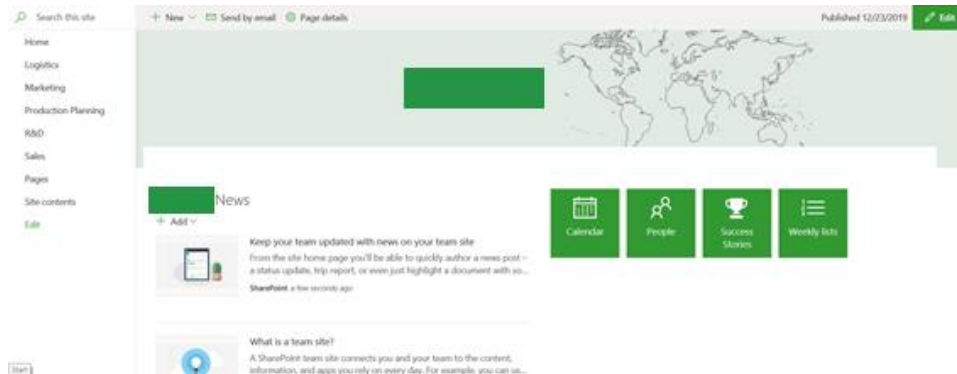 Search this site
+ New
Send by email
Page details
Published 12/23/2019
Edit
Home
Logistics
Marketing
Production Planning
R&D
Sales
Pages
Site contents
Edit
News
+ Add
Keep your team updated with news on your team site
From the site home page you'll be able to quickly author a news post –
a status update, trip report, or even just highlight a document with so...
SharePoint a few seconds ago
What is a team site?
A SharePoint team site connects you and your team to the content,
information, and apps you rely on every day. For example, you can us...
Calendar
People
Success
Stories
Weekly lists
Start